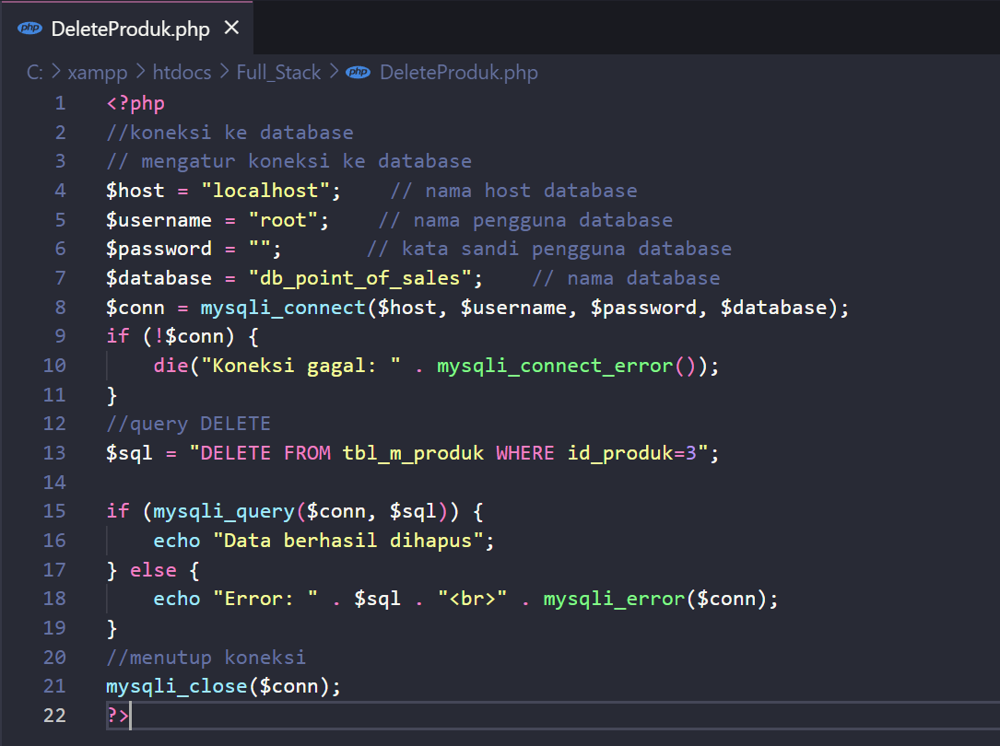 php DeleteProduk.php ×
C: > xampp > htdocs > Full_Stack > php DeleteProduk.php
1 <?php
2 //koneksi ke database
3 // mengatur koneksi ke database
4 $host = "localhost";    // nama host database
5 $username = "root";    // nama pengguna database
6 $password = "";       // kata sandi pengguna database
7 $database = "db_point_of_sales";    // nama database
8 $conn = mysqli_connect($host, $username, $password, $database);
9 if (!$conn) {
10     die("Koneksi gagal: " . mysqli_connect_error());
11 }
12 //query DELETE
13 $sql = "DELETE FROM tbl_m_produk WHERE id_produk=3";
14
15 if (mysqli_query($conn, $sql)) {
16     echo "Data berhasil dihapus";
17 } else {
18     echo "Error: " . $sql . "<br>" . mysqli_error($conn);
19 }
20 //menutup koneksi
21 mysqli_close($conn);
22 ?>